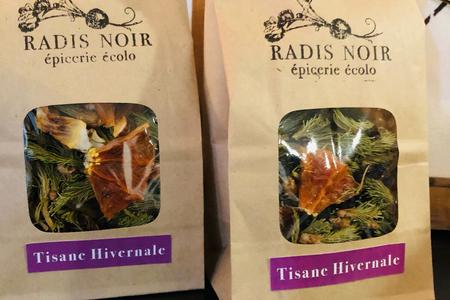 RADIS NOIR
épicerie écolo
Tisane Hivernale
RADIS NOIR
épicerie écolo
Tisane Hivernale